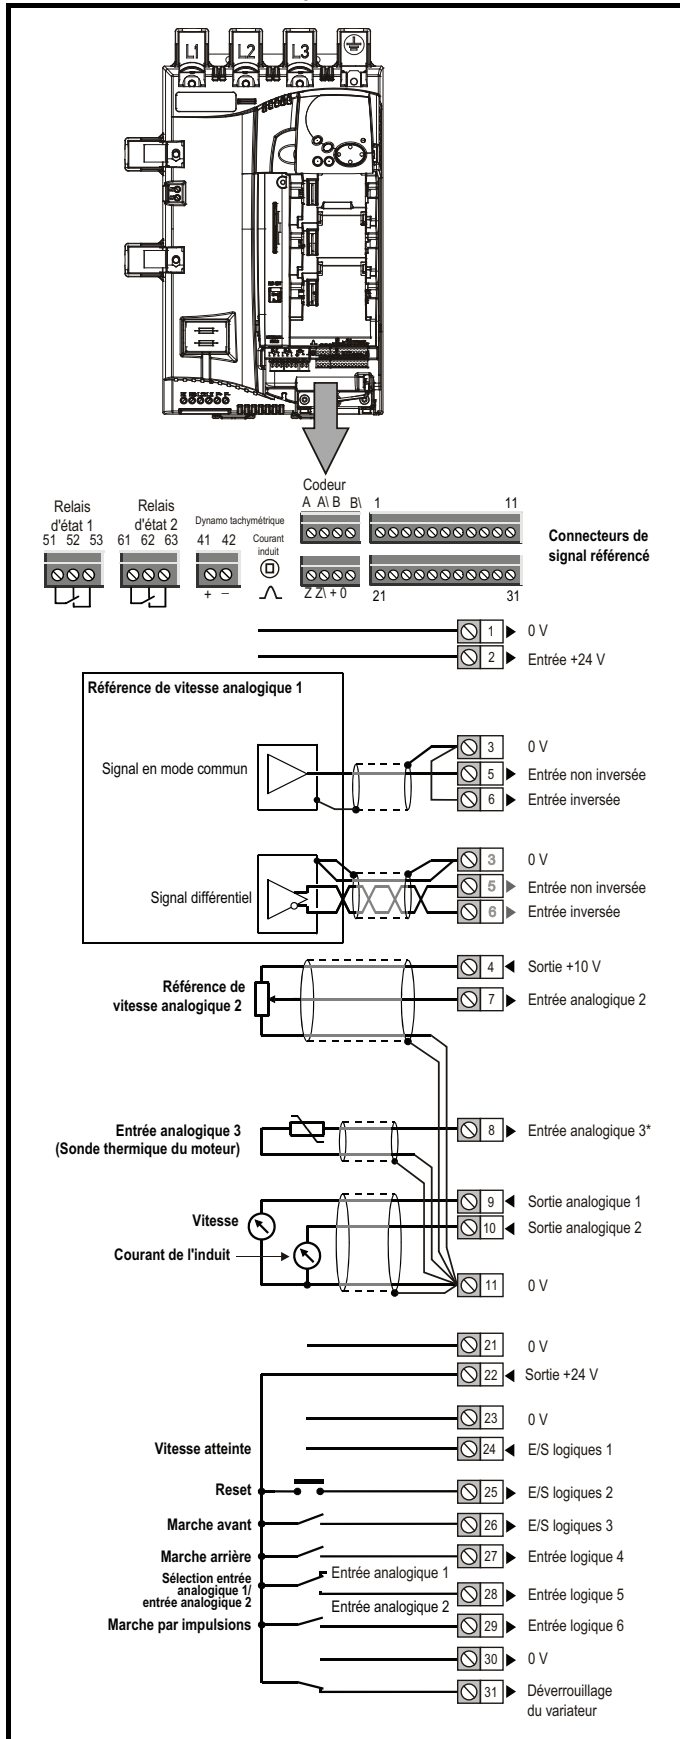 L1 L2 L3
Codeur
A A\ B B\ 1 11
Relais d'état 1
51 52 53
Relais d'état 2
61 62 63
Dynamo tachymétrique
41 42
Courant induit
Connecteurs de signal référencé
+ −
Z Z\ + 0
21 31
1 0 V
2 Entrée +24 V
Référence de vitesse analogique 1
Signal en mode commun
3 0 V
5 Entrée non inversée
6 Entrée inversée
Signal différentiel
3 0 V
5 Entrée non inversée
6 Entrée inversée
Référence de vitesse analogique 2
4 Sortie +10 V
7 Entrée analogique 2
Entrée analogique 3
(Sonde thermique du moteur)
8 Entrée analogique 3*
Vitesse
9 Sortie analogique 1
Courant de l'induit
10 Sortie analogique 2
11 0 V
21 0 V
22 Sortie +24 V
23 0 V
Vitesse atteinte
24 E/S logiques 1
Reset
25 E/S logiques 2
Marche avant
26 E/S logiques 3
Marche arrière
27 Entrée logique 4
Sélection entrée
analogique 1/
entrée analogique 2
Entrée analogique 1
28 Entrée logique 5
Entrée analogique 2
Marche par impulsions
29 Entrée logique 6
30 0 V
31 Déverrouillage
du variateur